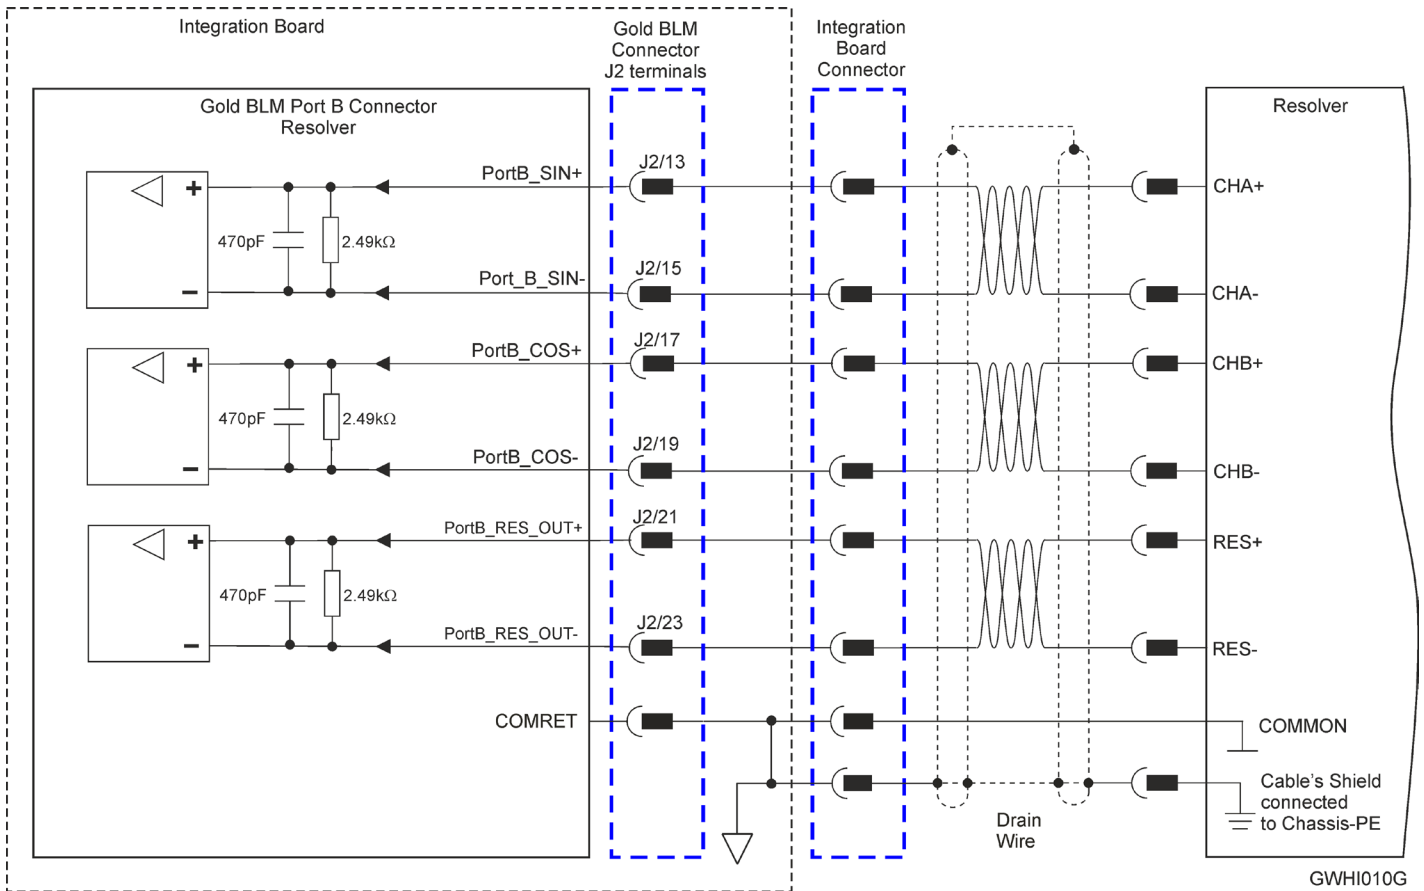 Integration Board
Gold BLM
Connector
J2 terminals
Integration
Board
Connector
Gold BLM Port B Connector
Resolver
Resolver
PortB_SIN+
J2/13
CHA+
+
470pF
2.49kΩ
Port_B_SIN-
J2/15
CHA-
−
PortB_COS+
J2/17
CHB+
+
470pF
2.49kΩ
PortB_COS-
J2/19
CHB-
−
PortB_RES_OUT+
J2/21
RES+
+
470pF
2.49kΩ
PortB_RES_OUT-
J2/23
RES-
−
COMRET
COMMON
Cable's Shield
connected
to Chassis-PE
Drain
Wire
GWHI010G